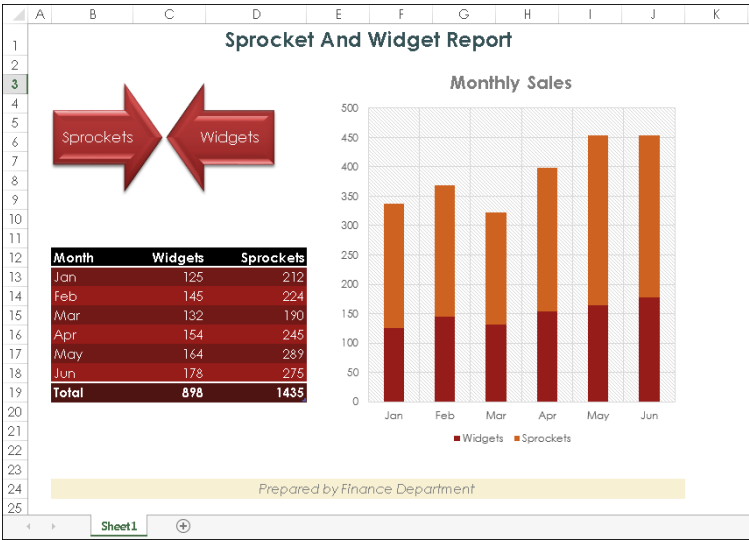 A B C D E F G H I J K
1 Sprocket And Widget Report
2
3 Monthly Sales
4
5 500
6 Sprockets Widgets 450
7 400
8 350
9
10 300
11
12 Month Widgets Sprockets 250
13 Jan 125 212
14 Feb 145 224 200
15 Mar 132 190 150
16 Apr 154 245 100
17 May 164 289
18 Jun 178 275 50
19 Total 898 1435 0
20 Jan Feb Mar Apr May Jun
21 Widgets Sprockets
22
23
24 Prepared by Finance Department
25
Sheet1